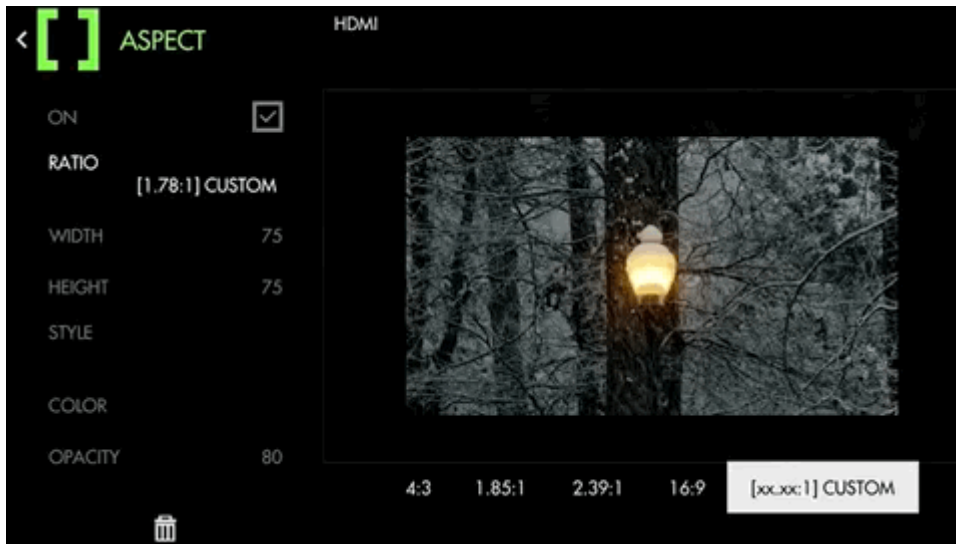 ASPECT
HDMI
ON
RATIO
[1.78:1] CUSTOM
WIDTH 75
HEIGHT 75
STYLE
COLOR
OPACITY 80
4:3 1.85:1 2.39:1 16:9 [xx.xx:1] CUSTOM